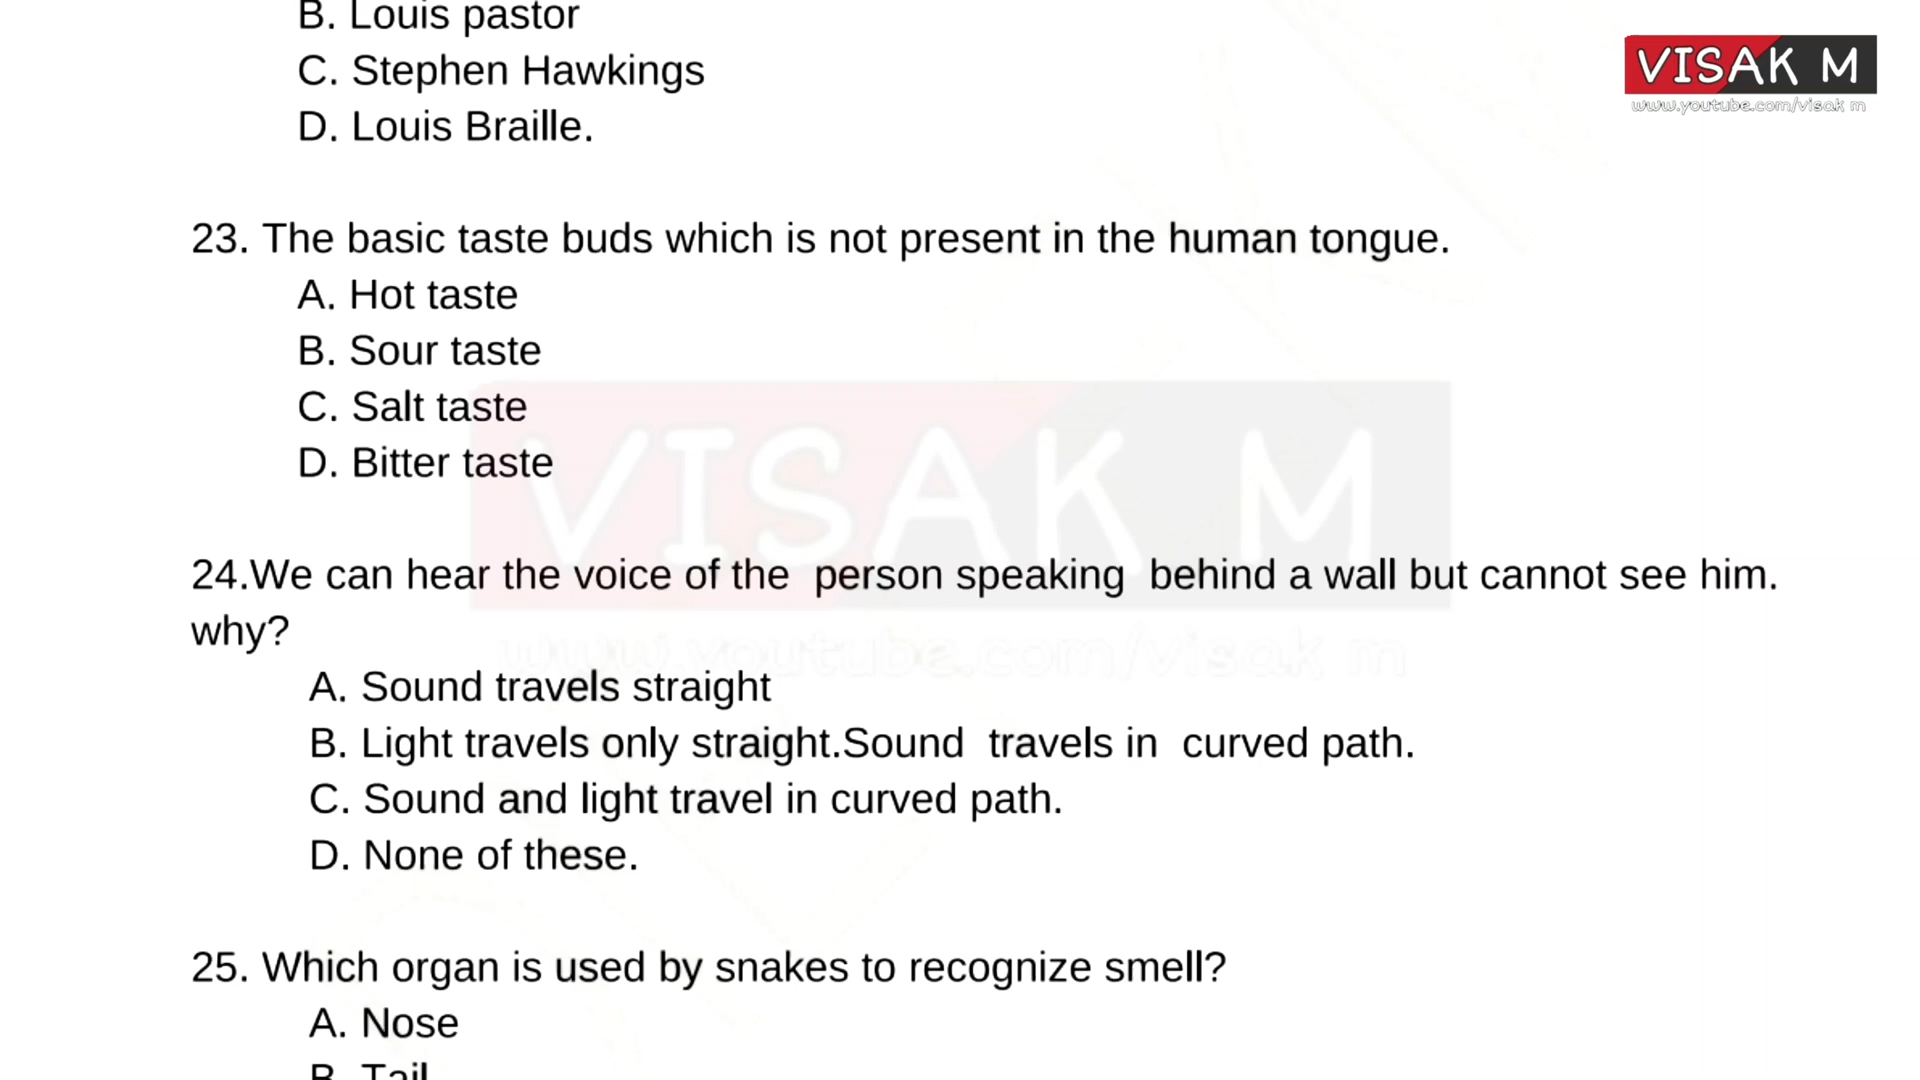 B. Louis pastor
VISAK M
www.youtube.com/visak m
C. Stephen Hawkings
D. Louis Braille.
23. The basic taste buds which is not present in the human tongue.
A. Hot taste
B. Sour taste
C. Salt taste
D. Bitter taste
VISAK M
24.We can hear the voice of the person speaking behind a wall but cannot see him.
why?
www.youtube.com/visak m
A. Sound travels straight
B. Light travels only straight.Sound travels in curved path.
C. Sound and light travel in curved path.
D. None of these.
25. Which organ is used by snakes to recognize smell?
A. Nose
B. Tail